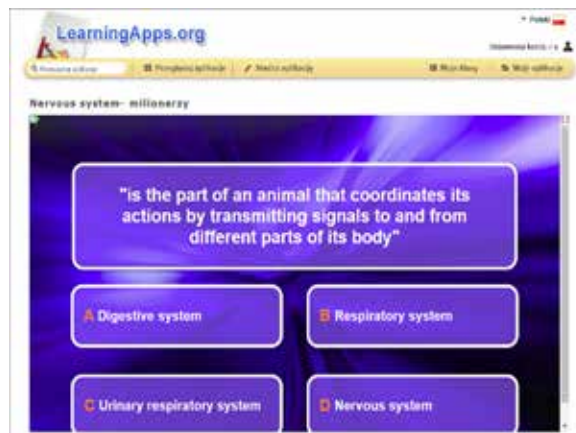 LearningApps.org
Polski
Nervous system- milionerzy
"is the part of an animal that coordinates its
actions by transmitting signals to and from
different parts of its body"
A Digestive system
B Respiratory system
C Urinary respiratory system
D Nervous system